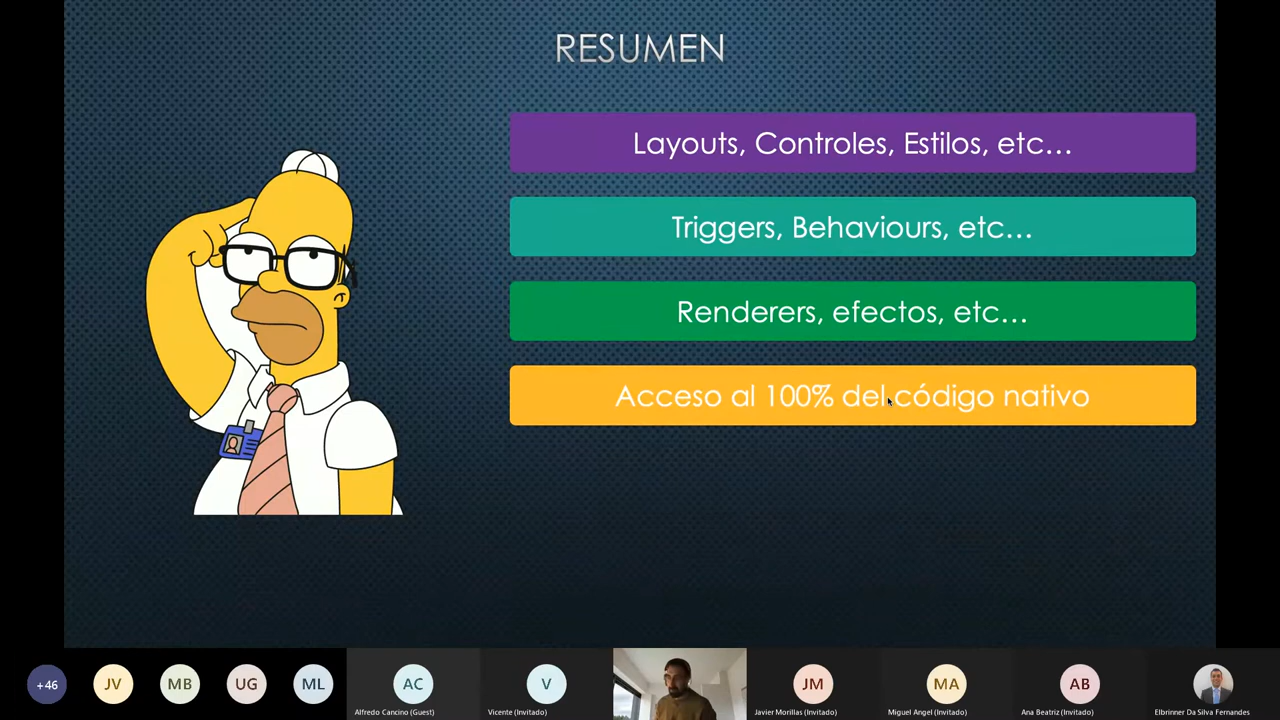 RESUMEN
Layouts, Controles, Estilos, etc...
Triggers, Behaviours, etc...
Renderers, efectos, etc...
Acceso al 100% del código nativo
+46
JV
MB
UG
ML
AC
V
JM
MA
AB
Alfredo Cancino (Guest)
Vicente (Invitado)
Javier Morillas (Invitado)
Miguel Angel (Invitado)
Ana Beatriz (Invitado)
Elbrinner Da Silva Fernandes